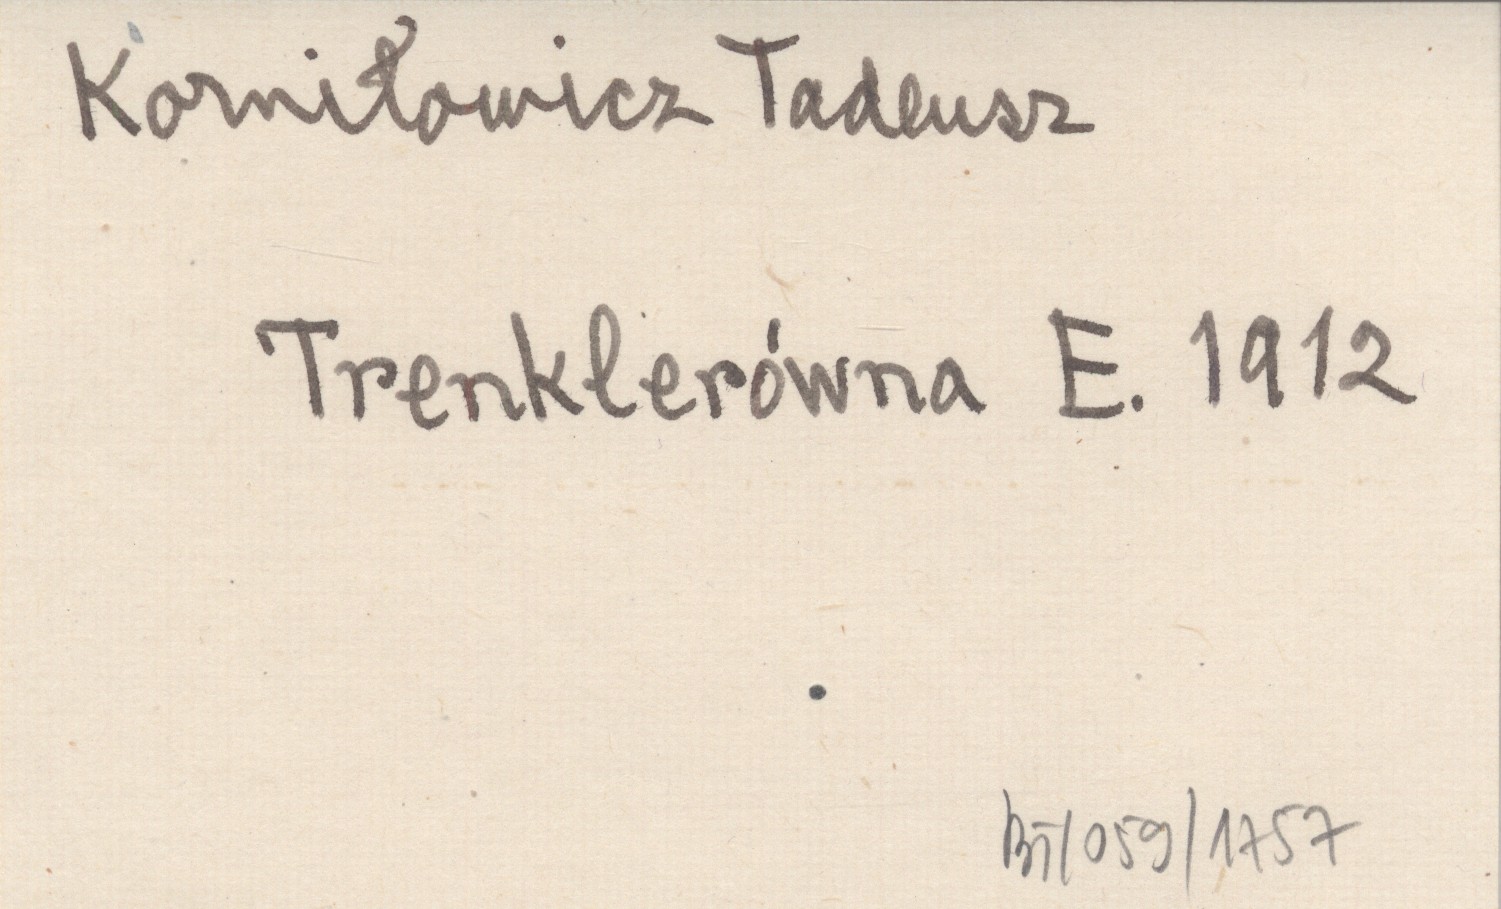 Korniłowicz Tadeusz
Trenklerówna E. 1912
BT/059/1757